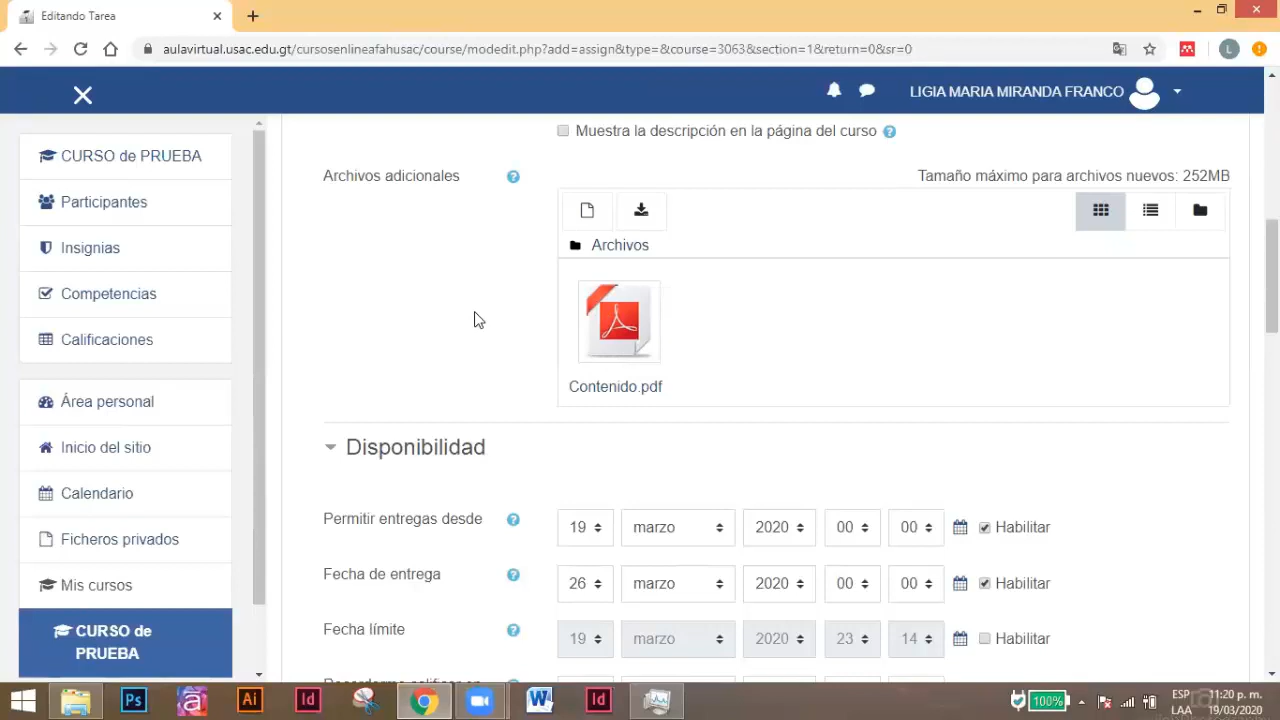 Editando Tarea
aulavirtual.usac.edu.gt/cursosenlineafahusac/course/modedit.php?add=assign&type=&course=3063&section=1&return=0&sr=0
L
LIGIA MARIA MIRANDA FRANCO
CURSO de PRUEBA
Participantes
Insignias
Competencias
Calificaciones
Área personal
Inicio del sitio
Calendario
Ficheros privados
Mis cursos
CURSO de
PRUEBA
Muestra la descripción en la página del curso
Archivos adicionales
Tamaño máximo para archivos nuevos: 252MB
Archivos
Contenido.pdf
Disponibilidad
Permitir entregas desde 19 marzo 2020 00 00 Habilitar
Fecha de entrega 26 marzo 2020 00 00 Habilitar
Fecha límite 19 marzo 2020 23 14 Habilitar
Ps Ai Id W Id
100%
ESP 11:20 p. m.
LAA 19/03/2020